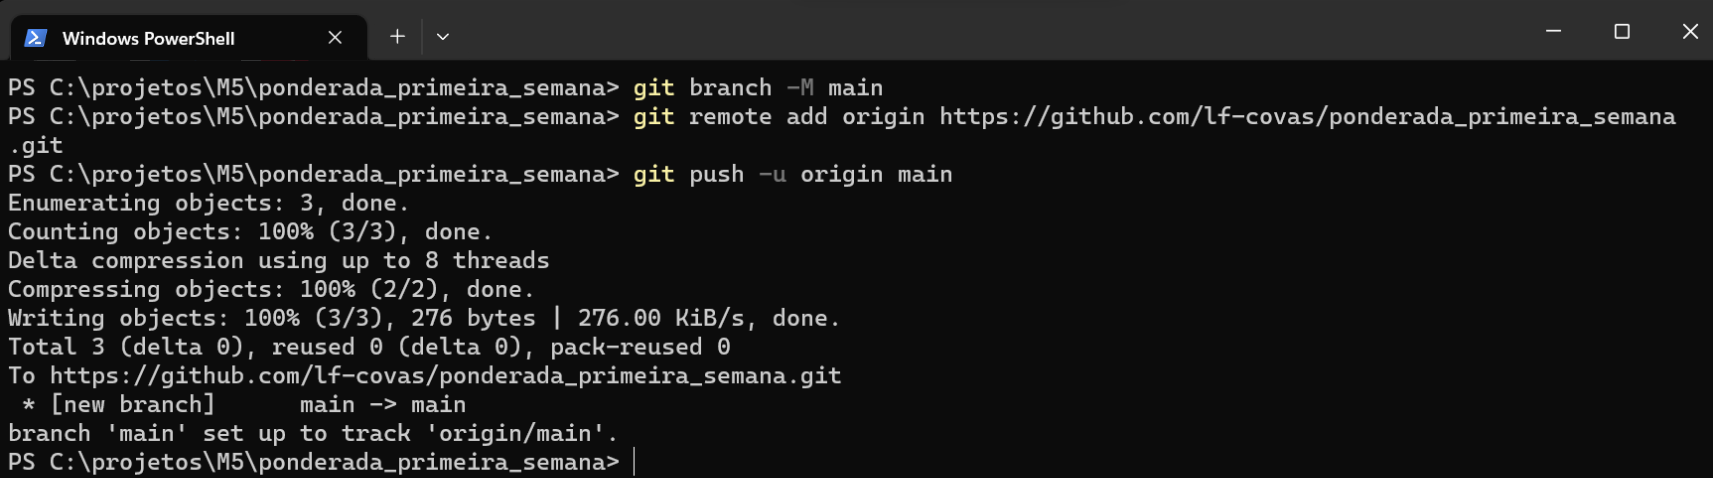 Windows PowerShell
PS C:\projetos\M5\ponderada_primeira_semana> git branch -M main
PS C:\projetos\M5\ponderada_primeira_semana> git remote add origin https://github.com/lf-covas/ponderada_primeira_semana
.git
PS C:\projetos\M5\ponderada_primeira_semana> git push -u origin main
Enumerating objects: 3, done.
Counting objects: 100% (3/3), done.
Delta compression using up to 8 threads
Compressing objects: 100% (2/2), done.
Writing objects: 100% (3/3), 276 bytes | 276.00 KiB/s, done.
Total 3 (delta 0), reused 0 (delta 0), pack-reused 0
To https://github.com/lf-covas/ponderada_primeira_semana.git
 * [new branch]      main -> main
branch 'main' set up to track 'origin/main'.
PS C:\projetos\M5\ponderada_primeira_semana>